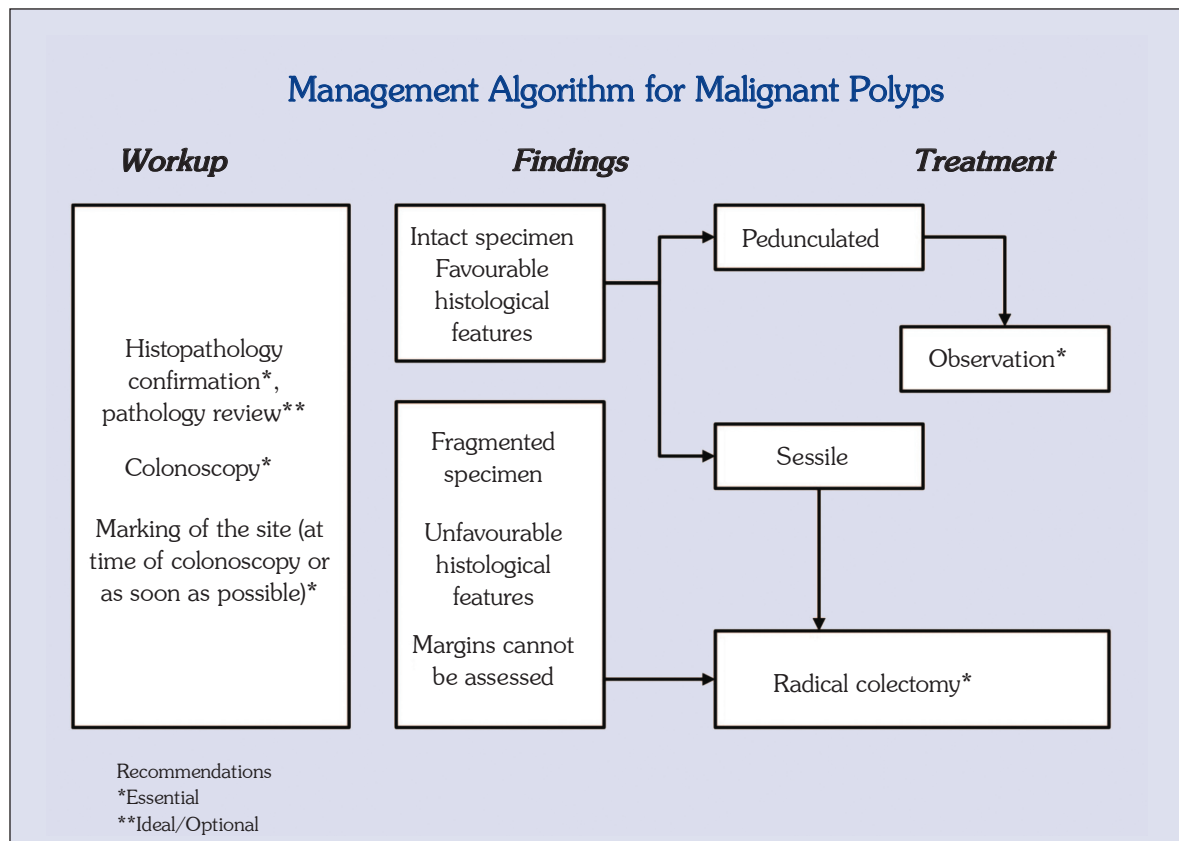 Management Algorithm for Malignant Polyps
Workup
Findings
Treatment
Histopathology
confirmation*,
pathology review**
Colonoscopy*
Marking of the site (at
time of colonoscopy or
as soon as possible)*
Intact specimen
Favourable
histological
features
Fragmented
specimen
Unfavourable
histological
features
Margins cannot
be assessed
Pedunculated
Observation*
Sessile
Radical colectomy*
Recommendations
*Essential
**Ideal/Optional